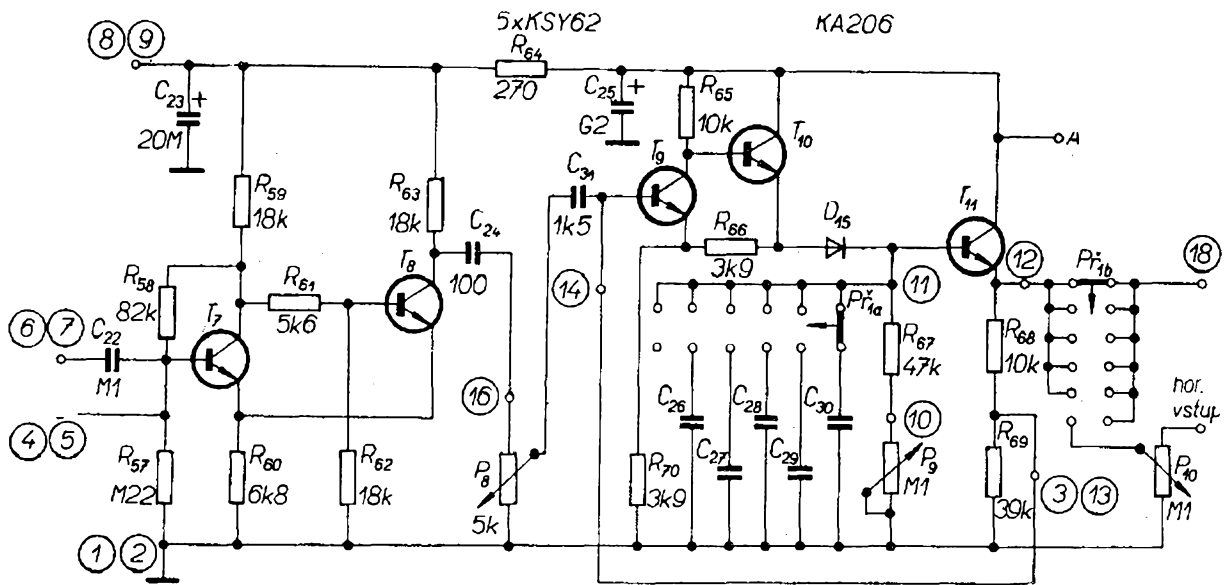 5xKSY62 KA206
8 9
R64
270
C23 +
20M
C25 +
G2
R65
10k
T10
µ
C31
1k5
T9
R59
18k
R63
18k
C24
100
T8
T11
R66
3k9
D15
12
Př1b
18
R58
82k
R61
5k6
14
11
Př1a
6 7
C22
M1
T7
R67
47k
R68
10k
hor.
vstup
16
4 5
C26
C28
C30
10
C27
C29
R57
M22
R60
6k8
R62
18k
P8
5k
R70
3k9
P9
M1
R69
39k
3 13
P10
M1
1 2